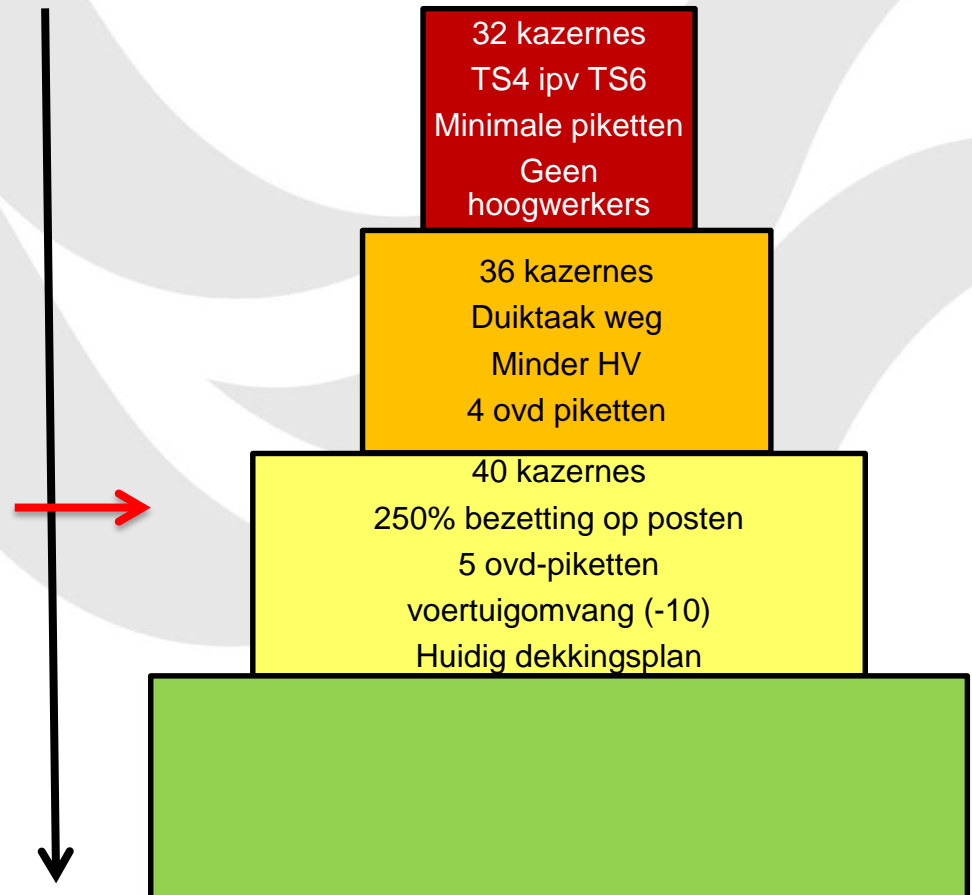 32 kazernes
TS4 ipv TS6
Minimale piketten
Geen
hoogwerkers
36 kazernes
Duiktaak weg
Minder HV
4 ovd piketten
40 kazernes
250% bezetting op posten
5 ovd-piketten
voertuigomvang (-10)
Huidig dekkingsplan